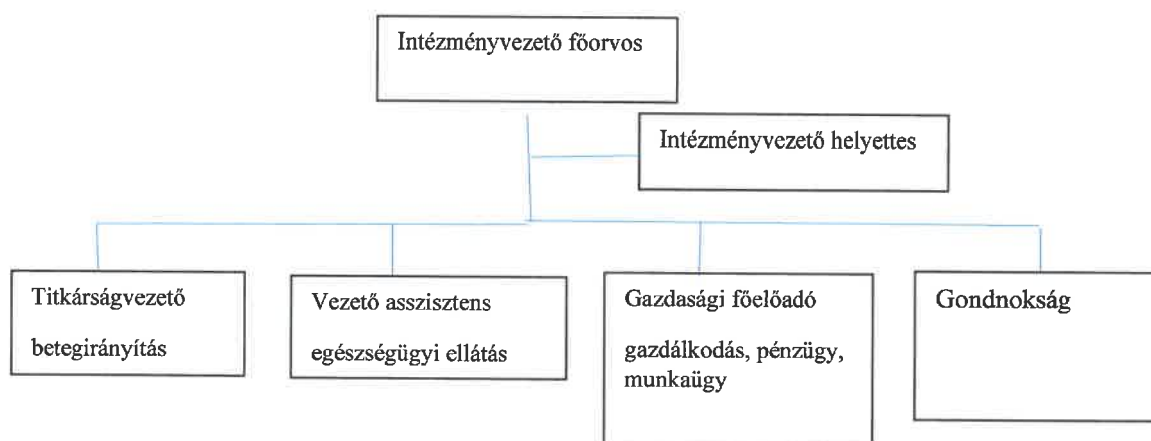 Intézményvezető főorvos
Intézményvezető helyettes
Titkárságvezető
betegirányítás
Vezető asszisztens
egészségügyi ellátás
Gazdasági főelőadó
gazdálkodás, pénzügy,
munkaügy
Gondnokság